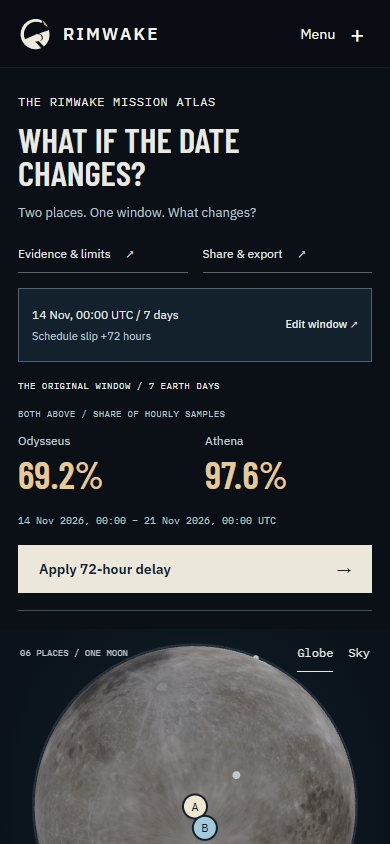 RIMWAKE
Menu +
THE RIMWAKE MISSION ATLAS
WHAT IF THE DATE
CHANGES?
Two places. One window. What changes?
Evidence & limits ↗
Share & export ↗
14 Nov, 00:00 UTC / 7 days
Schedule slip +72 hours
Edit window ↗
THE ORIGINAL WINDOW / 7 EARTH DAYS
BOTH ABOVE / SHARE OF HOURLY SAMPLES
Odysseus Athena
69.2% 97.6%
14 Nov 2026, 00:00 – 21 Nov 2026, 00:00 UTC
Apply 72-hour delay →
06 PLACES / ONE MOON
Globe Sky
A
B